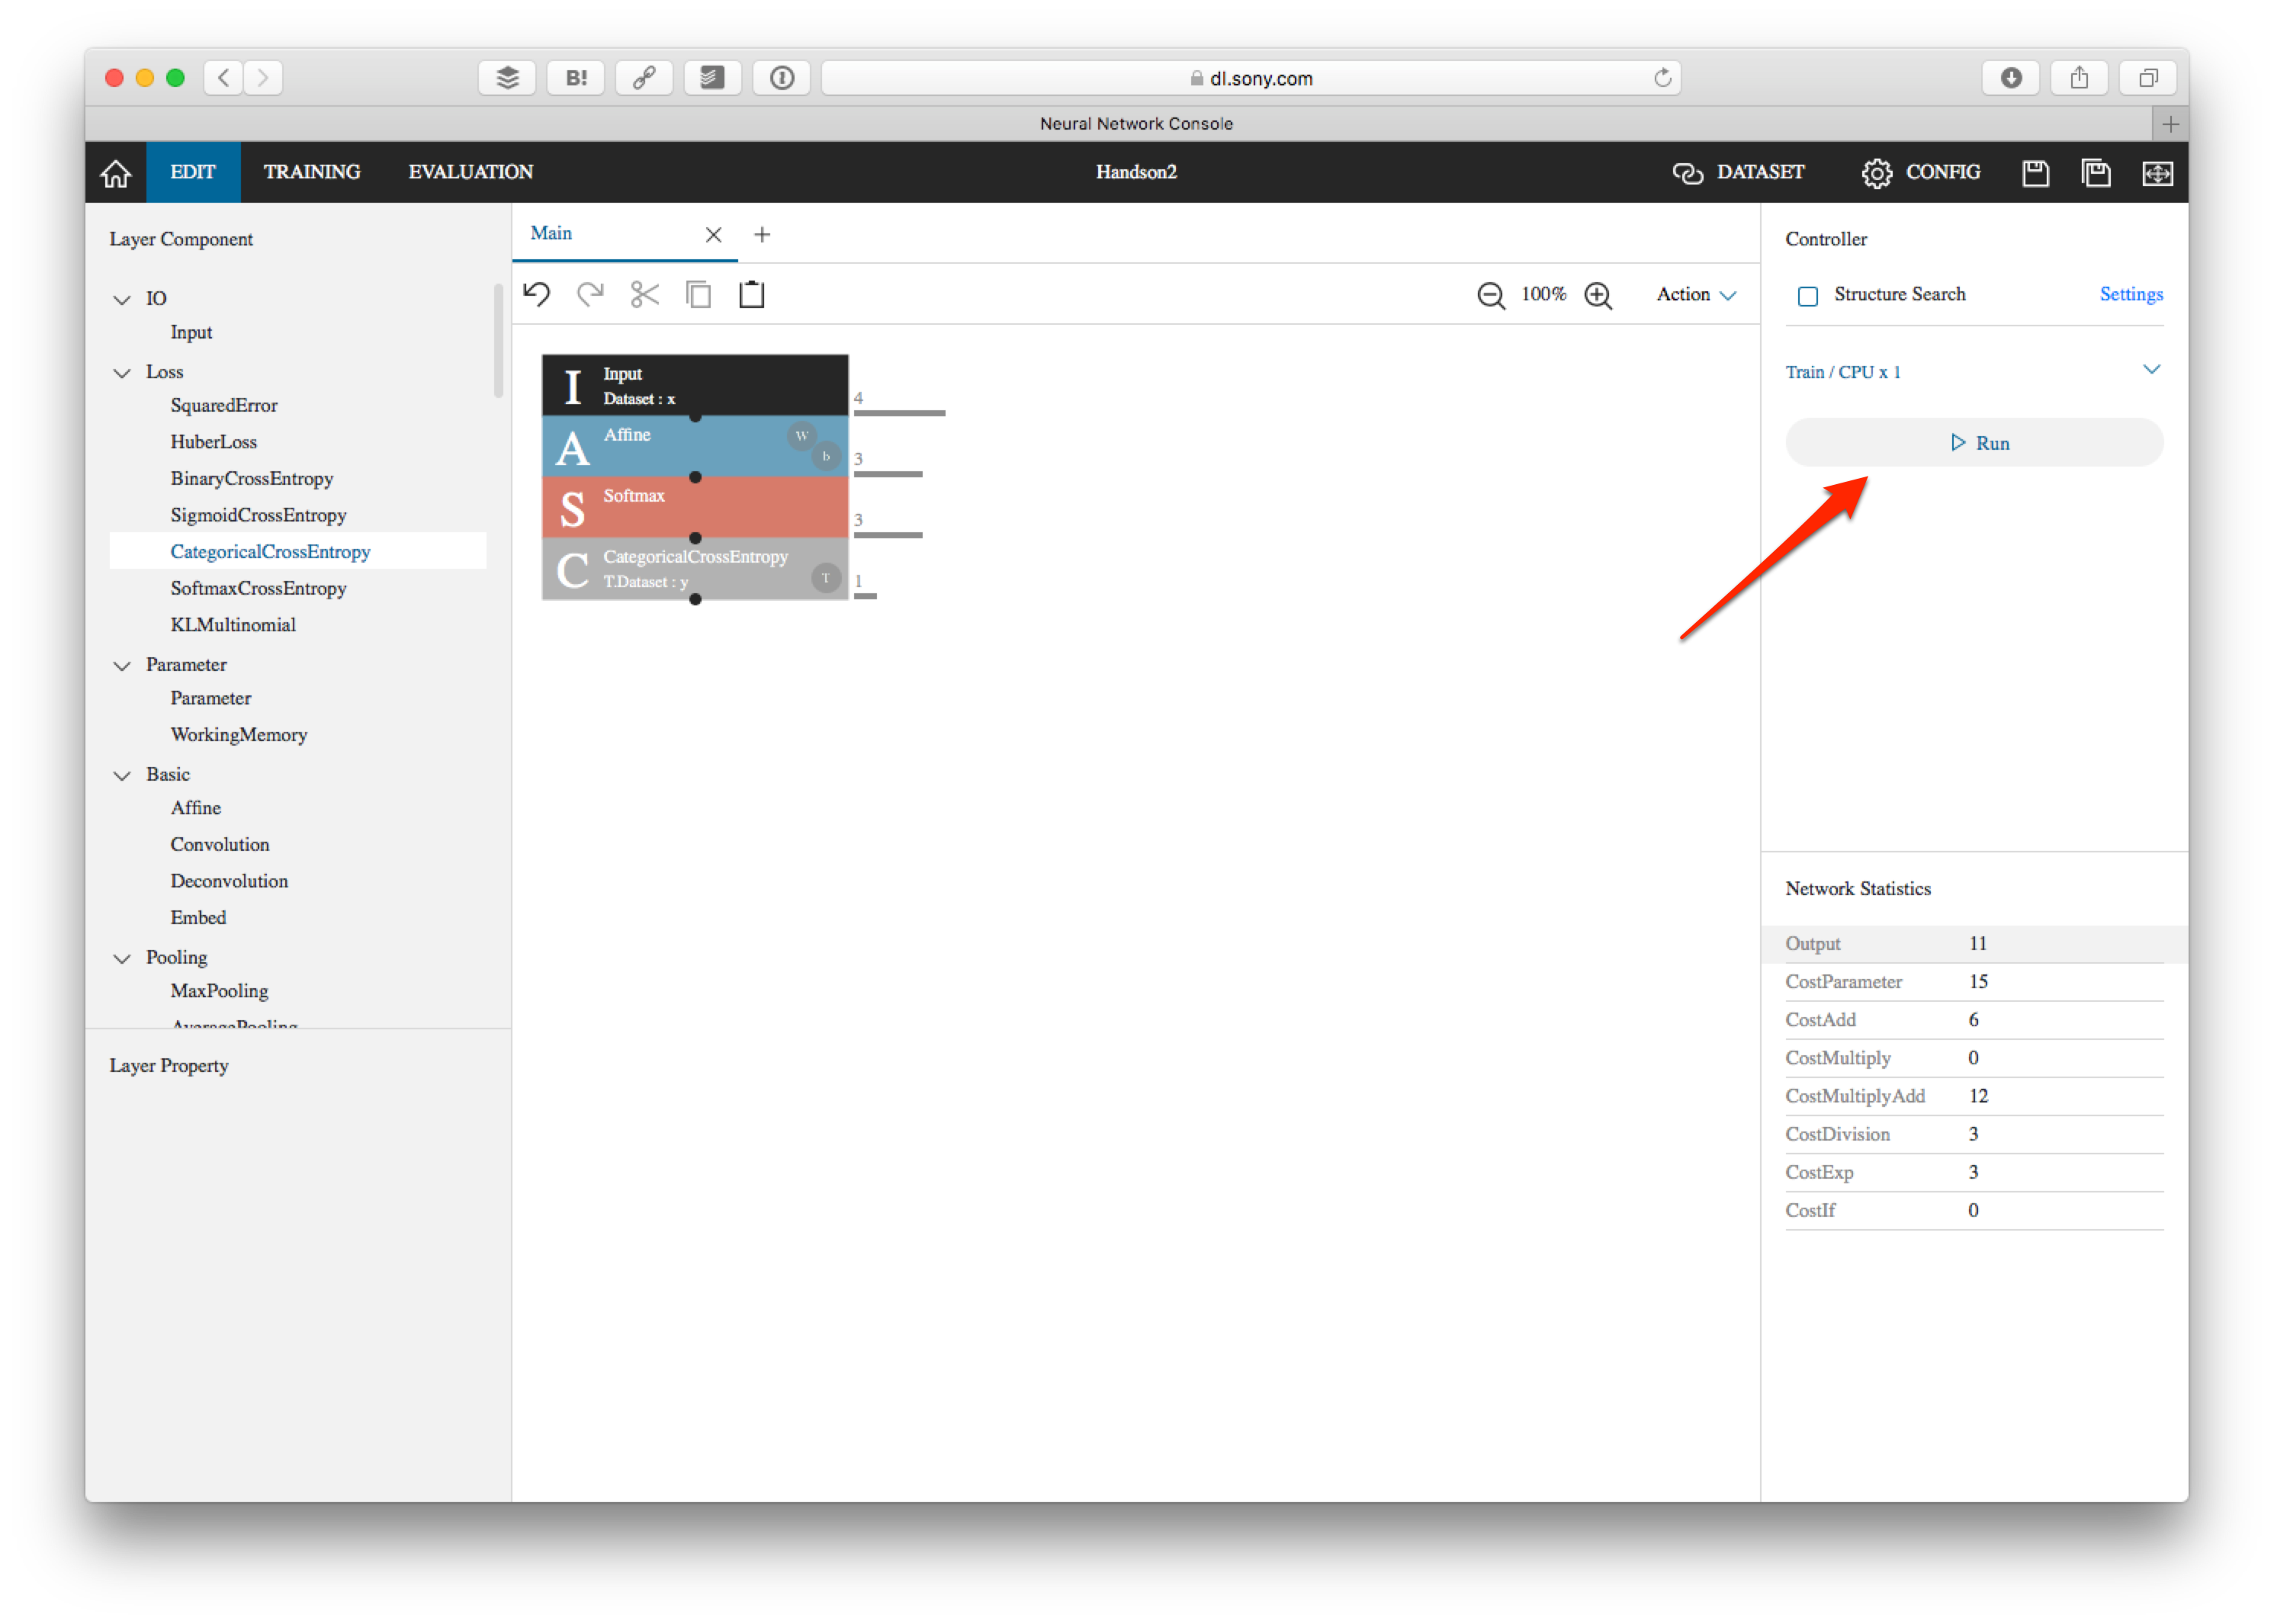 B!
dl.sony.com
Neural Network Console
EDIT
TRAINING
EVALUATION
Handson2
DATASET
CONFIG
Layer Component
IO
Input
Loss
SquaredError
HuberLoss
BinaryCrossEntropy
SigmoidCrossEntropy
CategoricalCrossEntropy
SoftmaxCrossEntropy
KLMultinomial
Parameter
Parameter
WorkingMemory
Basic
Affine
Convolution
Deconvolution
Embed
Pooling
MaxPooling
AveragePooling
Layer Property
Main
100%
Action
I
Input
Dataset : x
4
A
Affine
W
b
3
S
Softmax
3
C
CategoricalCrossEntropy
T.Dataset : y
T
1
Controller
Structure Search
Settings
Train / CPU x 1
Run
Network Statistics
Output 11
CostParameter 15
CostAdd 6
CostMultiply 0
CostMultiplyAdd 12
CostDivision 3
CostExp 3
CostIf 0